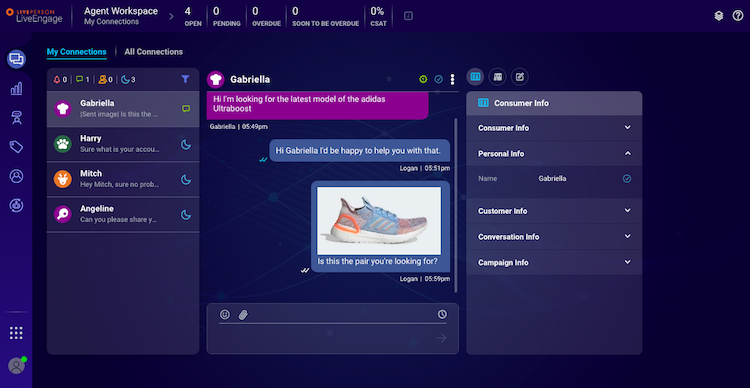 LIVEPERSON
LiveEngage
Agent Workspace
My Connections
4
OPEN
0
PENDING
0
OVERDUE
0
SOON TO BE OVERDUE
0%
CSAT
My Connections
All Connections
0
1
0
3
Gabriella
[Sent image] Is this the ...
Harry
Sure what is your accou...
Mitch
Hey Mitch, sure no prob...
Angeline
Can you please share y...
Gabriella
Hi I'm looking for the latest model of the adidas
Ultraboost
Gabriella | 05:49pm
Hi Gabriella I'd be happy to help you with that.
Logan | 05:51pm
Is this the pair you're looking for?
Logan | 05:59pm
Consumer Info
Consumer Info
Personal Info
Name Gabriella
Customer Info
Conversation Info
Campaign Info